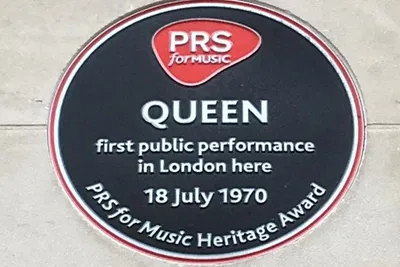 PRS
for MUSIC
QUEEN
first public performance
in London here
18 July 1970
PRS for Music Heritage Award